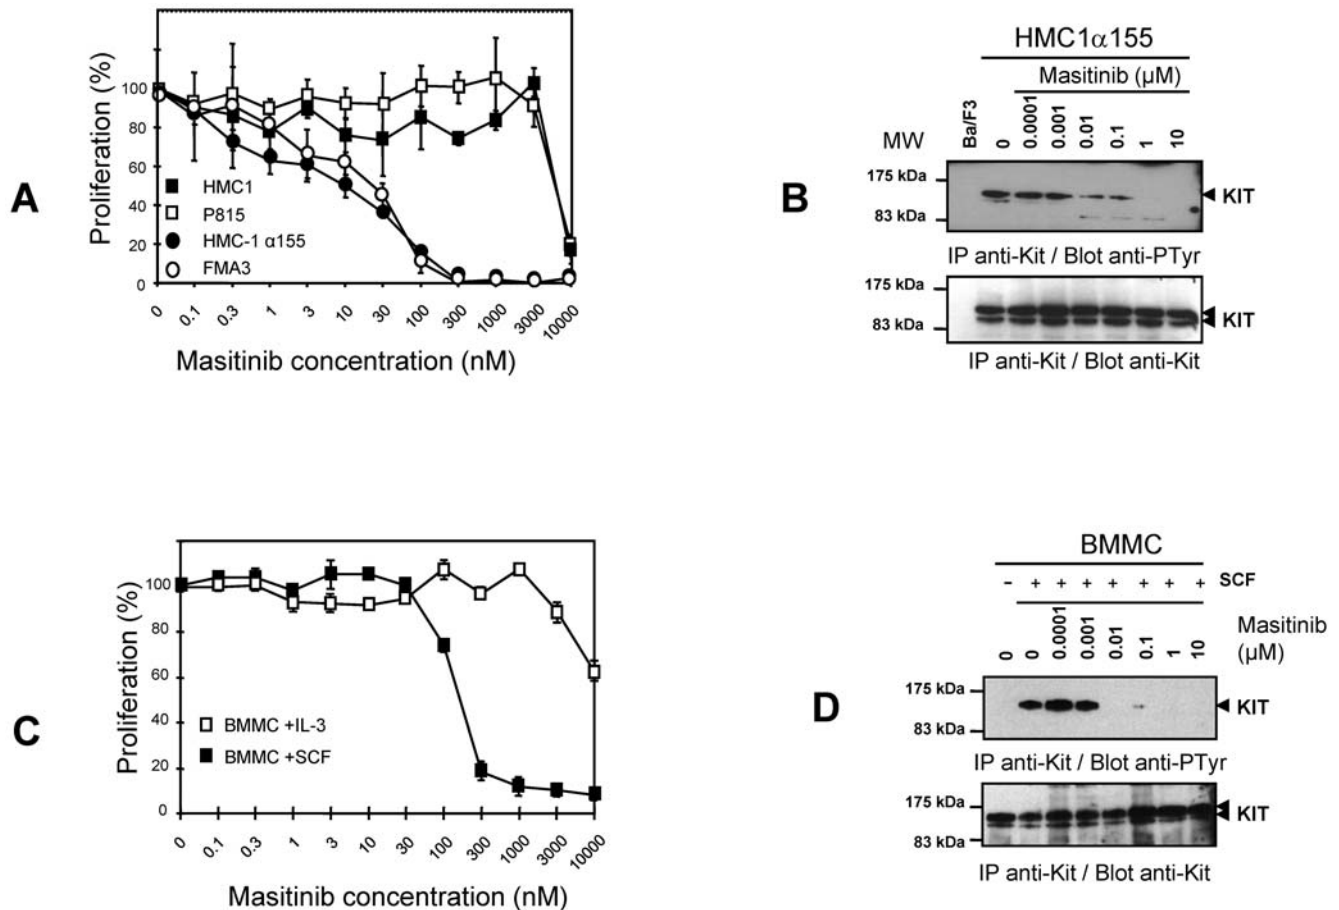 A
Proliferation (%)
100
80
60
40
20
0
HMC1
P815
HMC-1 α155
FMA3
0 0.1 0.3 1 3 10 30 100 300 1000 3000 10000
Masitinib concentration (nM)
B
HMC1α155
Masitinib (µM)
MW Ba/F3 0 0.0001 0.001 0.01 0.1 1 10
175 kDa
KIT
83 kDa
IP anti-Kit / Blot anti-PTyr
175 kDa
KIT
83 kDa
IP anti-Kit / Blot anti-Kit
C
Proliferation (%)
100
80
60
40
20
0
BMMC +IL-3
BMMC +SCF
0 0.1 0.3 1 3 10 30 100 300 1000 3000 10000
Masitinib concentration (nM)
D
BMMC
- + + + + + + + SCF
0 0 0.0001 0.001 0.01 0.1 1 10
Masitinib
(µM)
175 kDa
KIT
83 kDa
IP anti-Kit / Blot anti-PTyr
175 kDa
KIT
83 kDa
IP anti-Kit / Blot anti-Kit